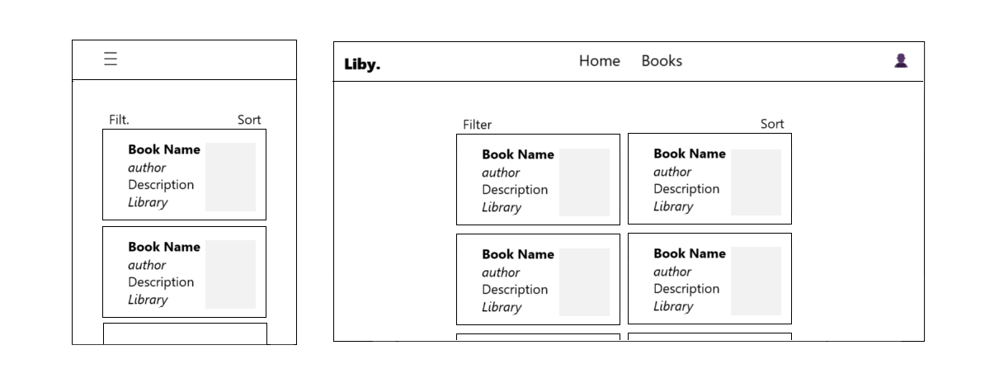 Filt. Sort
Book Name
author
Description
Library
Book Name
author
Description
Library
Liby. Home Books
Filter Sort
Book Name
author
Description
Library
Book Name
author
Description
Library
Book Name
author
Description
Library
Book Name
author
Description
Library